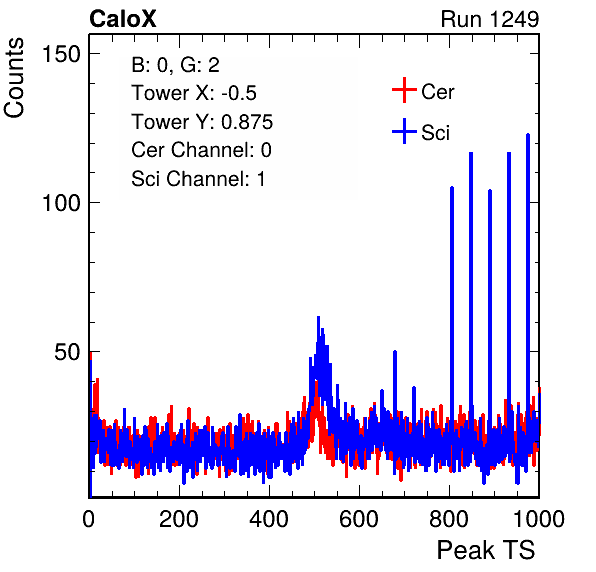 CaloX
Run 1249
Counts
150
100
50
B: 0, G: 2
Tower X: -0.5
Tower Y: 0.875
Cer Channel: 0
Sci Channel: 1
Cer
Sci
0 200 400 600 800 1000
Peak TS